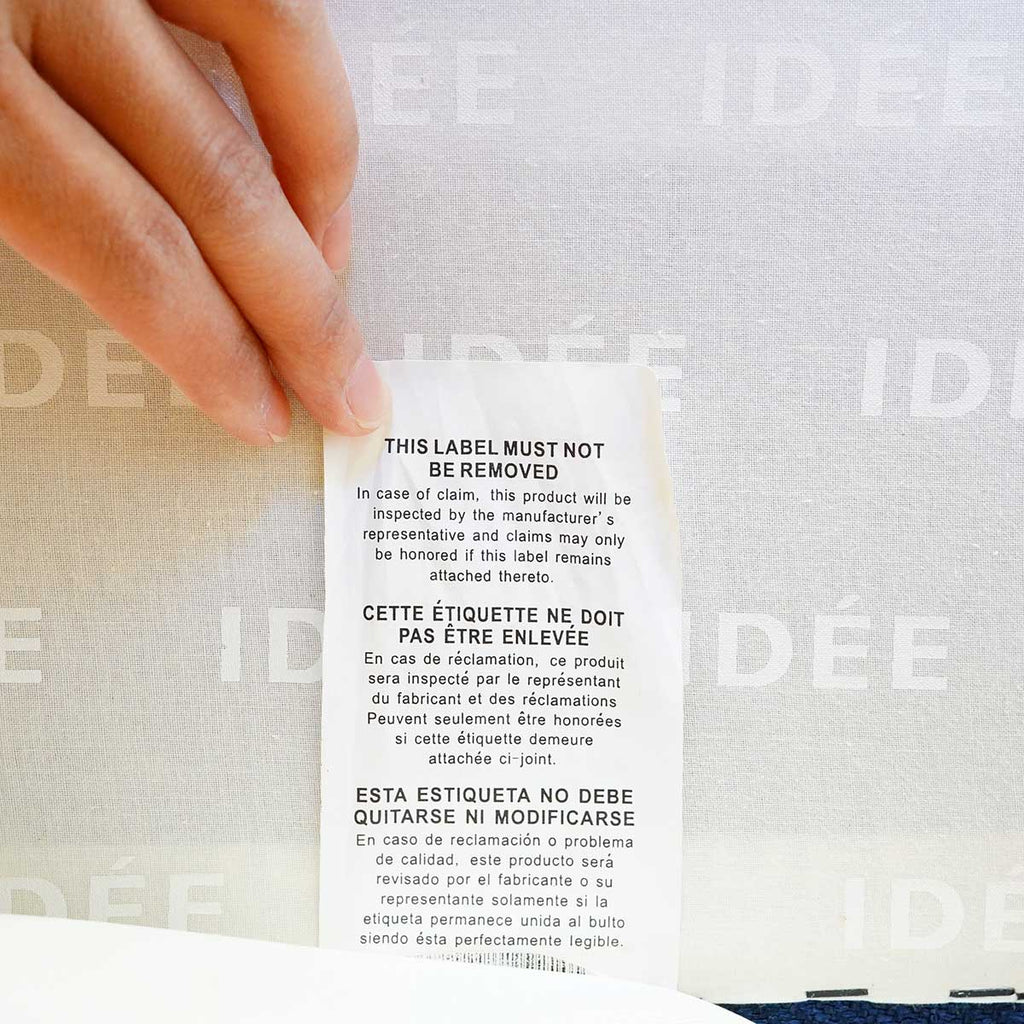 ÉE IDÉE
IDÉE IDÉE ID
THIS LABEL MUST NOT
BE REMOVED
In case of claim, this product will be
inspected by the manufacturer's
representative and claims may only
be honored if this label remains
attached thereto.
CETTE ÉTIQUETTE NE DOIT
PAS ÊTRE ENLEVÉE
En cas de réclamation, ce produit
sera inspecté par le représentant
du fabricant et des réclamations
Peuvent seulement être honorées
si cette étiquette demeure
attachée ci-joint.
E ID IDÉE
ESTA ESTIQUETA NO DEBE
QUITARSE NI MODIFICARSE
En caso de reclamación o problema
de calidad, este producto será
revisado por el fabricante o su
representante solamente si la
etiqueta permanece unida al bulto
siendo ésta perfectamente legible.
DÉE IDÉ